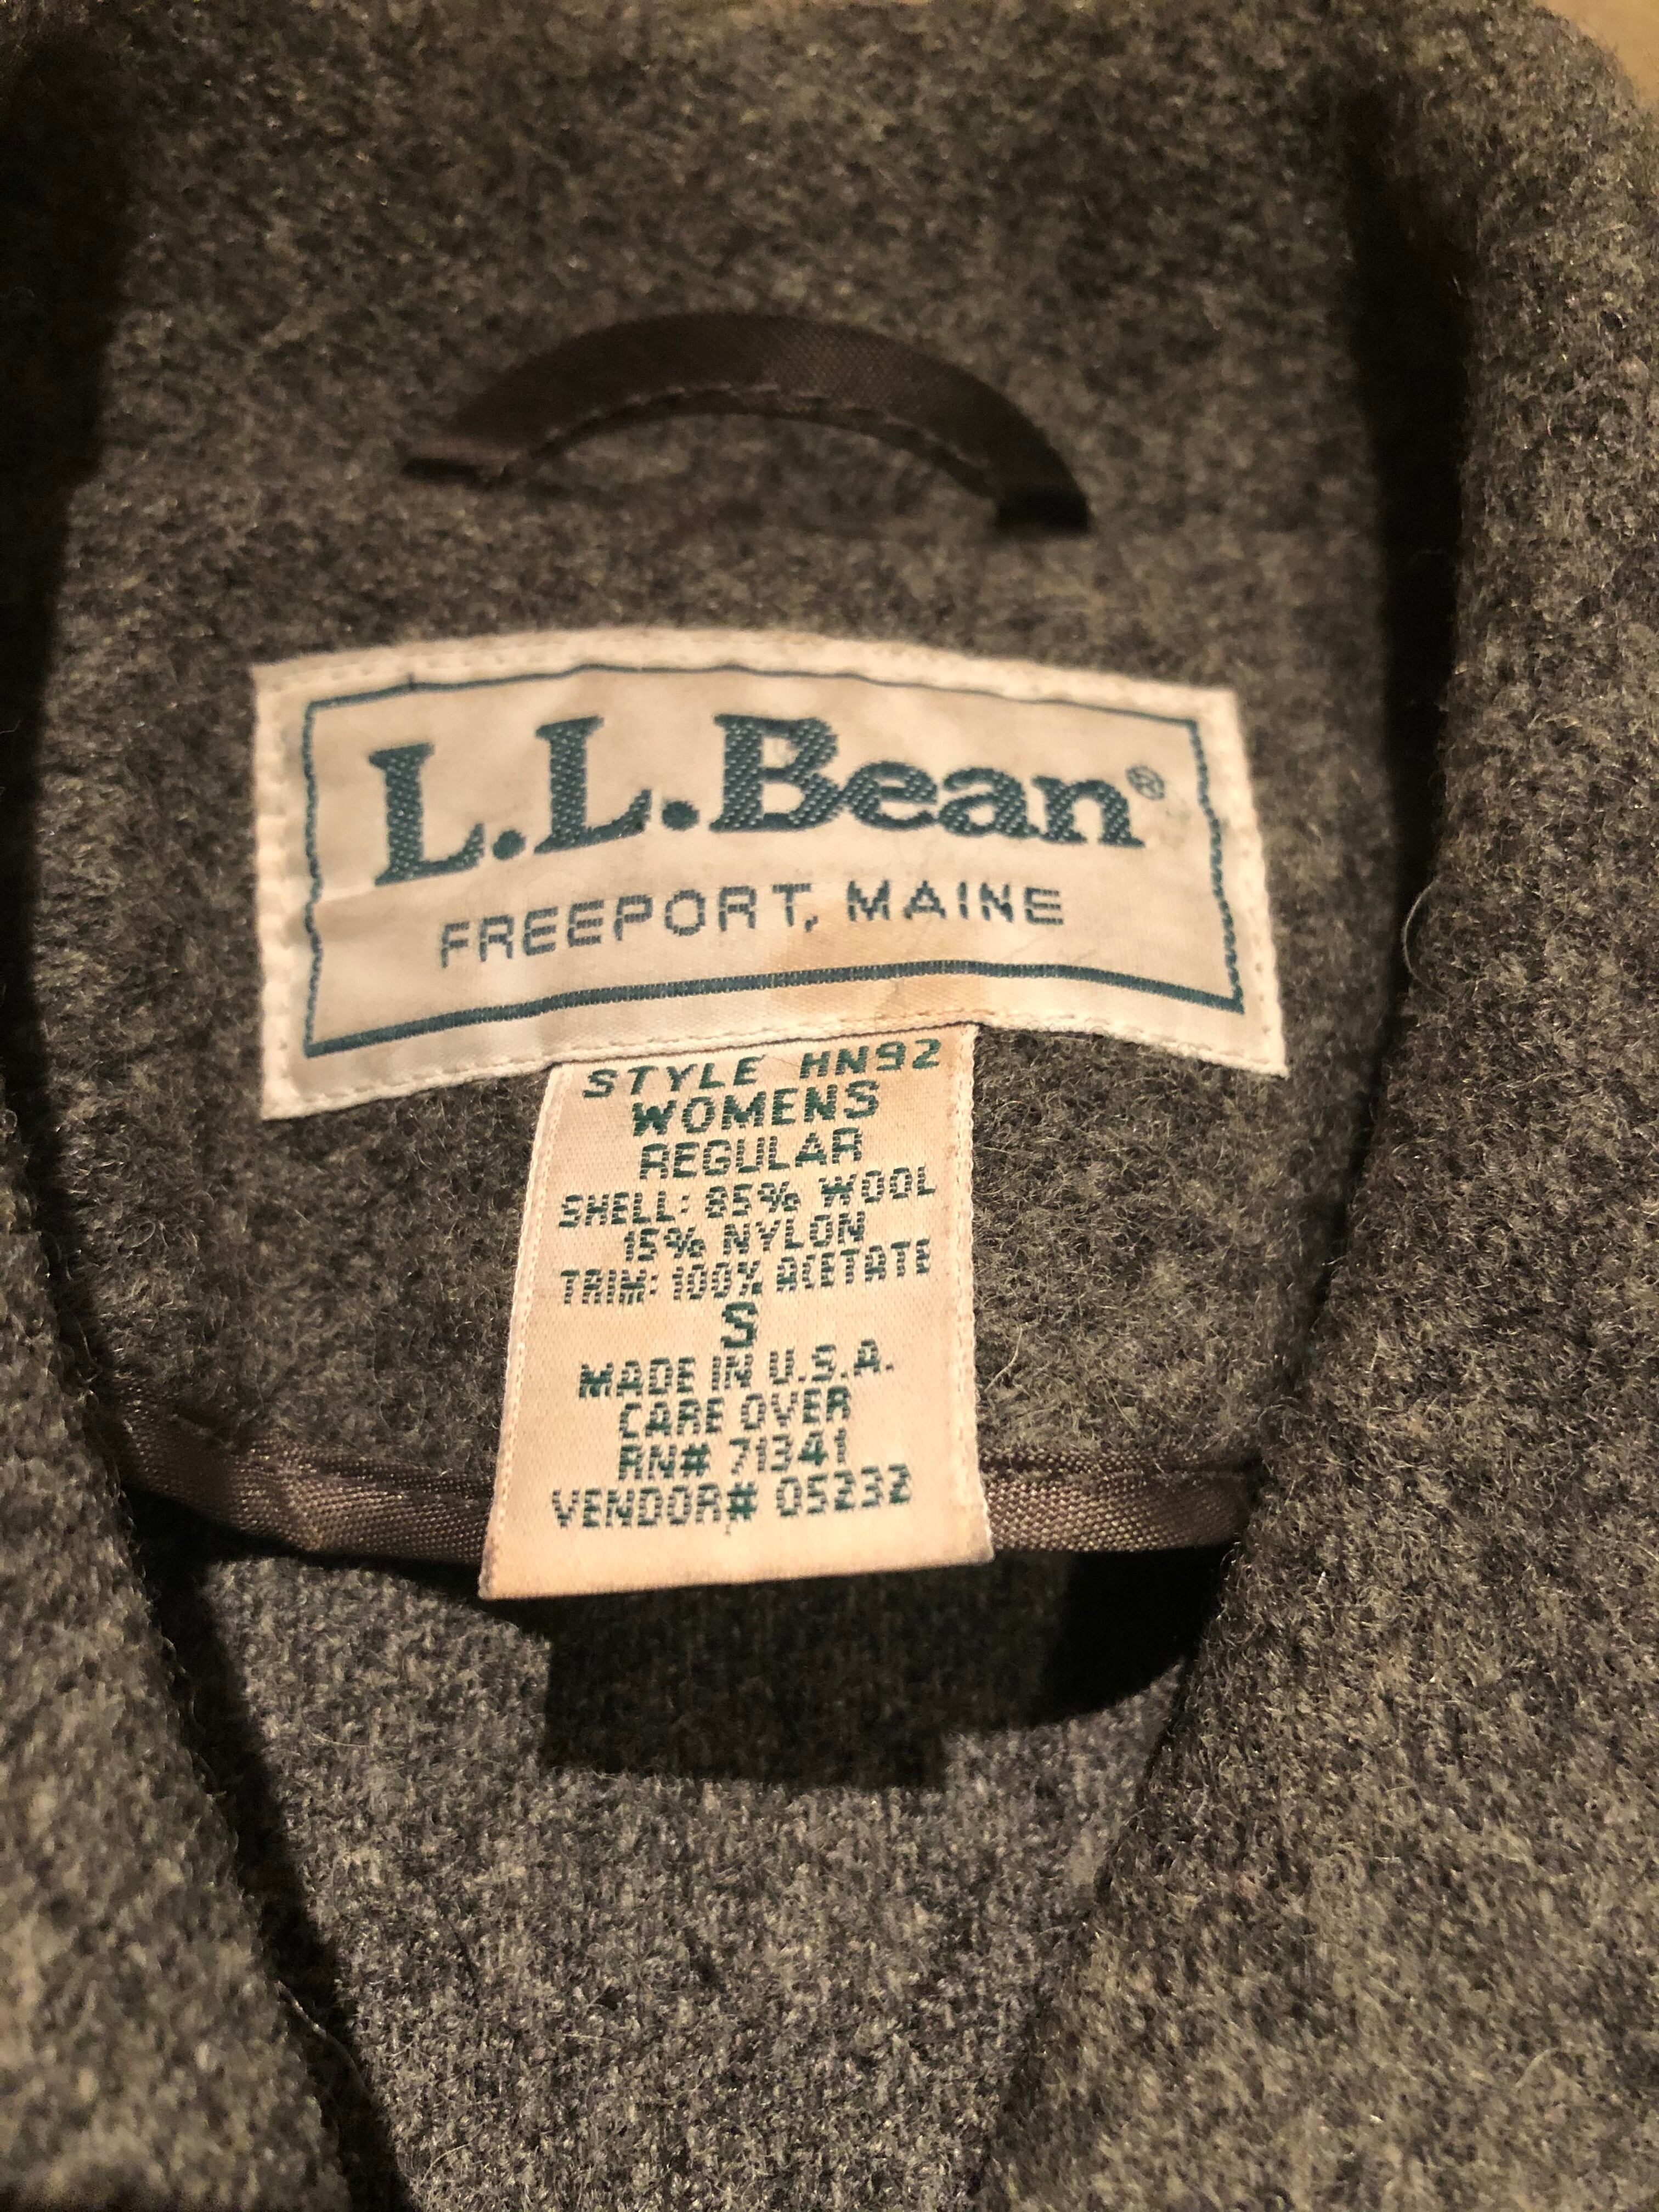 L.L.Bean®
FREEPORT, MAINE
STYLE HN92
WOMENS
REGULAR
SHELL: 85% WOOL
15% NYLON
TRIM: 100% ACETATE
S
MADE IN U.S.A.
CARE OVER
RN# 71341
VENDOR# 05232